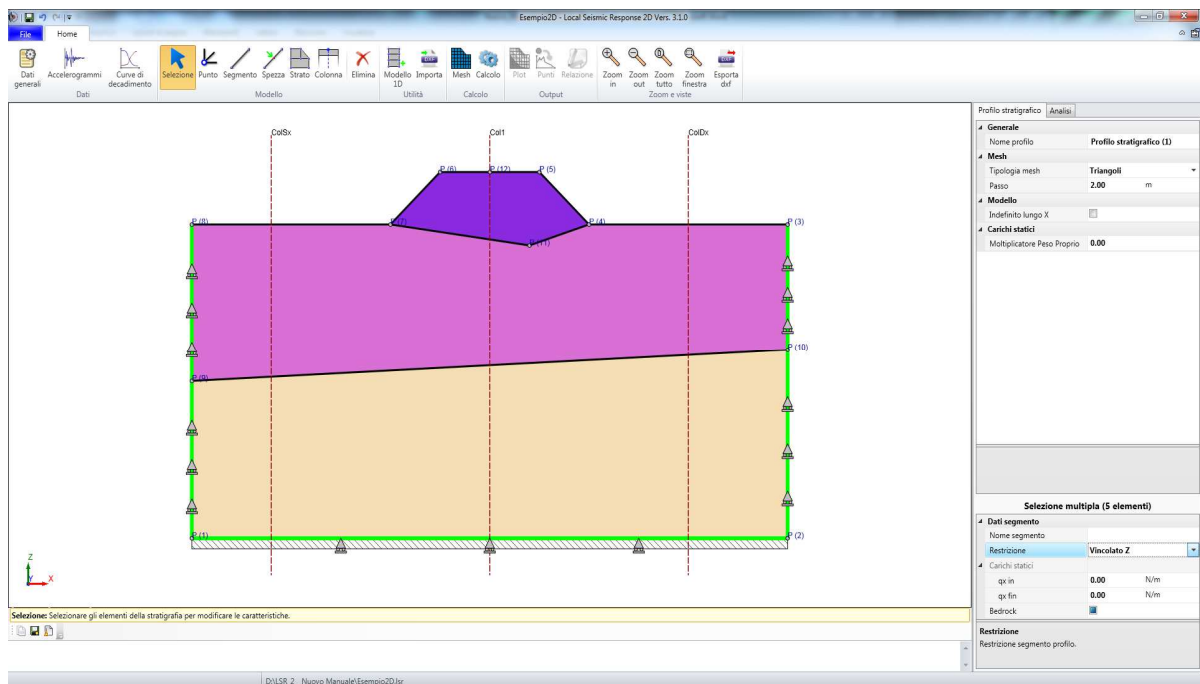 Esempio2D - Local Seismic Response 2D Vers. 3.1.0
File Home
Dati generali
Accelerogrammi
Curve di decadimento
Selezione
Punto
Segmento
Spezza
Strato
Colonna
Elimina
Modello 1D
Importa
Mesh
Calcolo
Plot
Punti
Relazione
Zoom in
Zoom out
Zoom tutto
Zoom finestra
Esporta dxf
Dati
Modello
Utilità
Calcolo
Output
Zoom e viste
ColSx
Col1
ColDx
P (6)
P (12)
P (5)
P (8)
P (7)
P (4)
P (3)
P (11)
P (10)
P (9)
P (1)
P (2)
Z
Y
X
Profilo stratigrafico Analisi
Generale
Nome profilo Profilo stratigrafico (1)
Mesh
Tipologia mesh Triangoli
Passo 2.00 m
Modello
Indefinito lungo X
Carichi statici
Moltiplicatore Peso Proprio 0.00
Selezione multipla (5 elementi)
Dati segmento
Nome segmento
Restrizione Vincolato Z
Carichi statici
qx in 0.00 N/m
qx fin 0.00 N/m
Bedrock
Restrizione
Restrizione segmento profilo.
Selezione: Selezionare gli elementi della stratigrafia per modificare le caratteristiche.
D:\LSR_2_Nuovo Manuale\Esempio2D.lsr